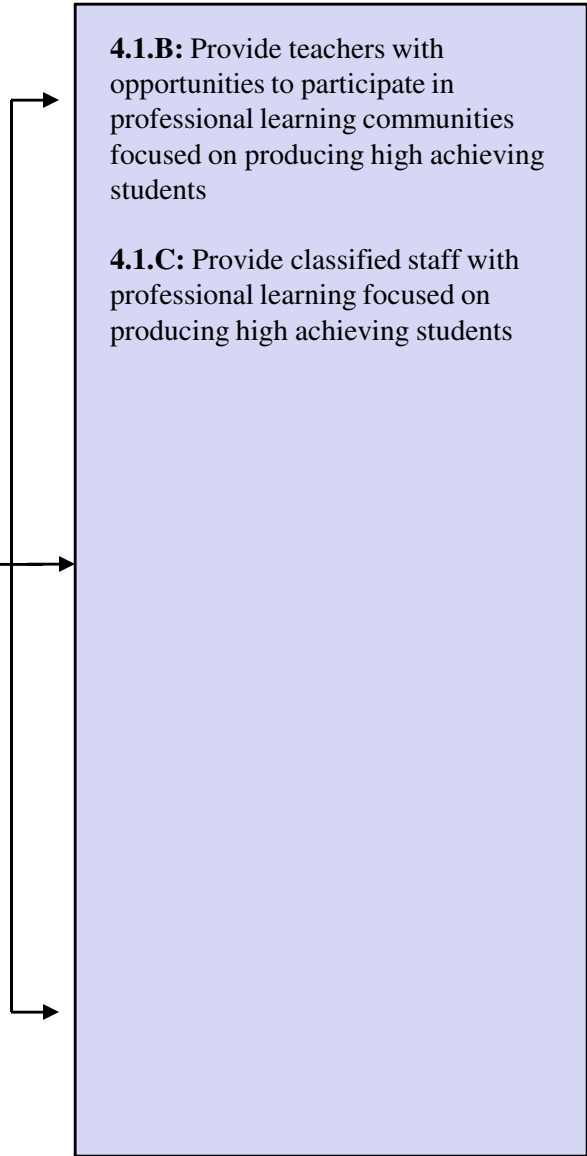 4.1.B: Provide teachers with
opportunities to participate in
professional learning communities
focused on producing high achieving
students
4.1.C: Provide classified staff with
professional learning focused on
producing high achieving students